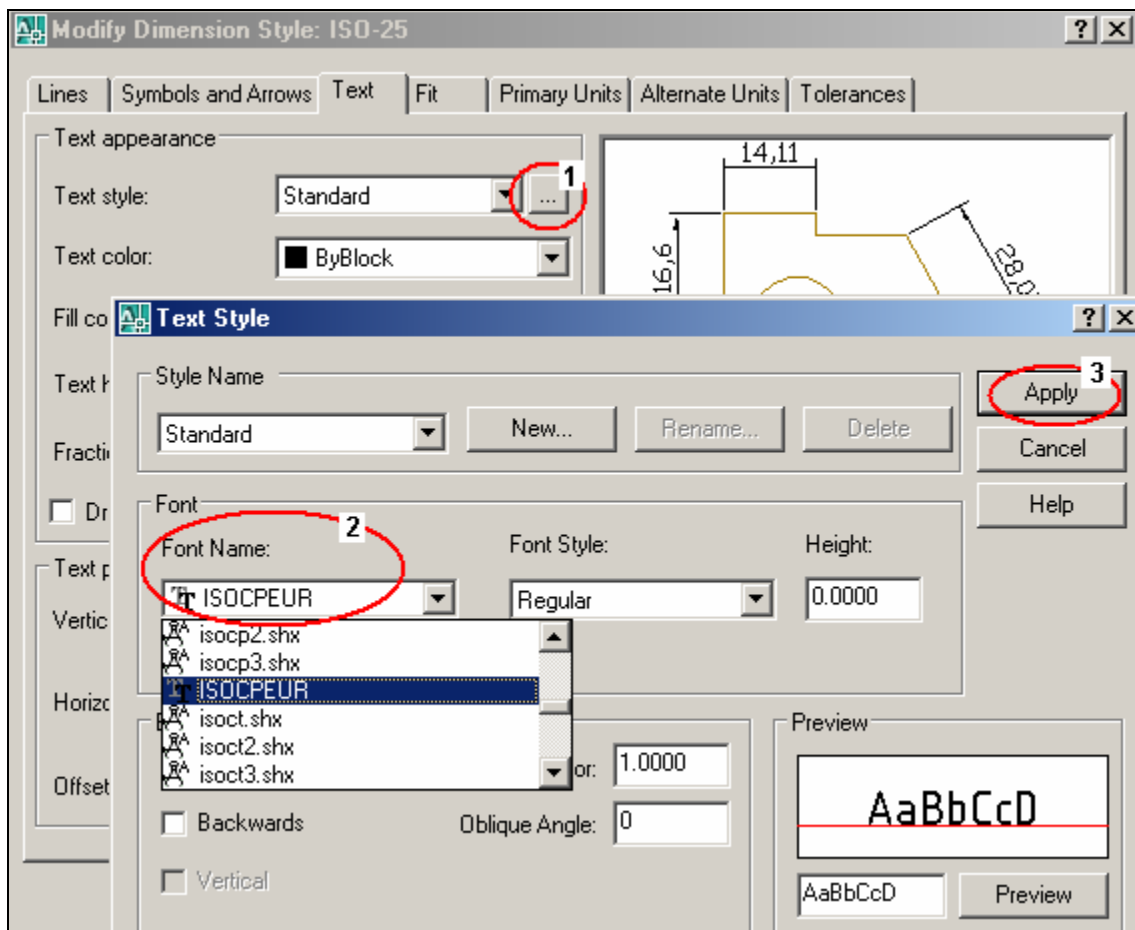 Modify Dimension Style: ISO-25
Lines Symbols and Arrows Text Fit Primary Units Alternate Units Tolerances
Text appearance
Text style: Standard ... 1
Text color: ByBlock
14,11
16,6
28,0
Fill co
Text Style
Text h
Fracti
Dr
Text p
Vertic
Horizo
Offset
Style Name
Standard New... Rename... Delete
Apply 3
Cancel
Help
Font
2
Font Name: Font Style: Height:
ISOCPEUR Regular 0.0000
isocp2.shx
isocp3.shx
ISOCPEUR
isoct.shx
isoct2.shx
isoct3.shx
or: 1.0000
Backwards Oblique Angle: 0
Vertical
Preview
AaBbCcD
AaBbCcD Preview